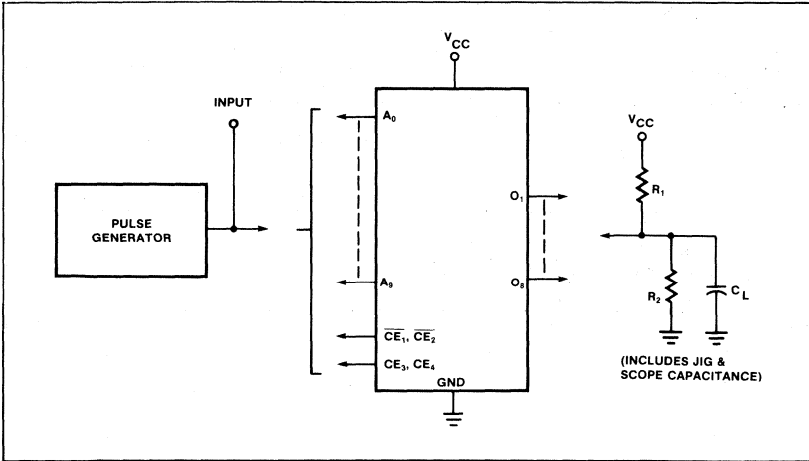 VCC
INPUT
A0
VCC
R1
PULSE
GENERATOR
O1
A9
O8
R2
CL
CE1, CE2
CE3, CE4
GND
(INCLUDES JIG &
SCOPE CAPACITANCE)